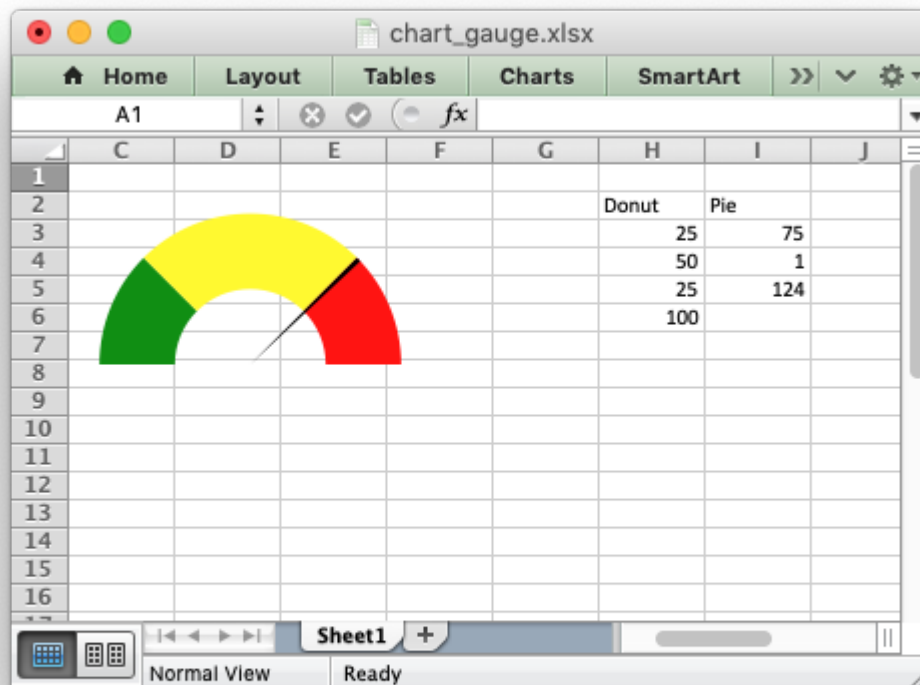 chart_gauge.xlsx
Home Layout Tables Charts SmartArt
A1 fx
C D E F G H I J
1
2 Donut Pie
3 25 75
4 50 1
5 25 124
6 100
7
8
9
10
11
12
13
14
15
16
17
Sheet1 +
Normal View Ready